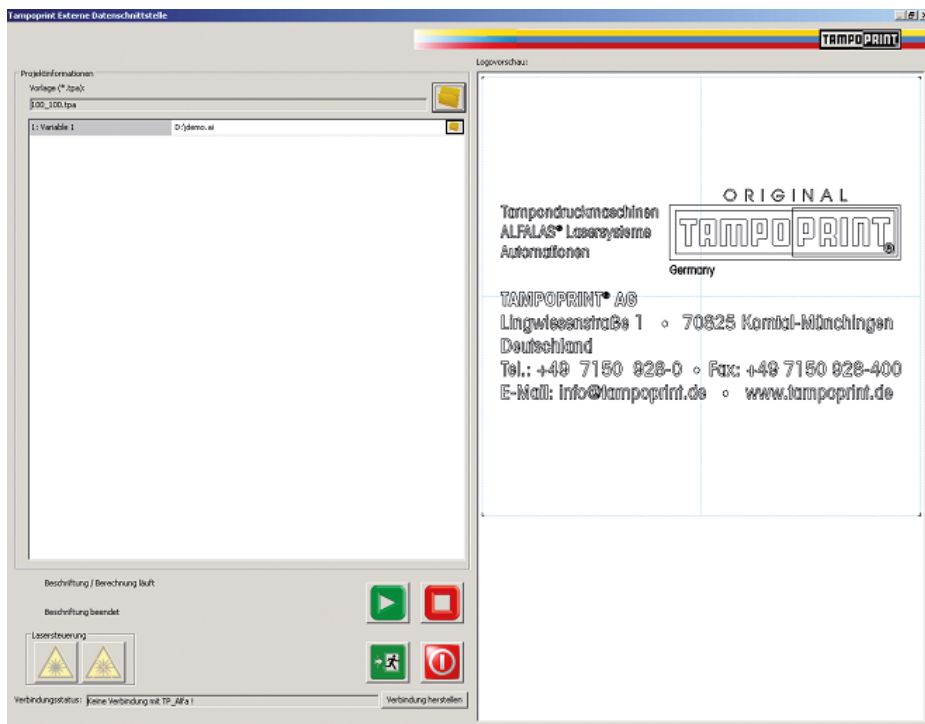 Tampoprint Externe Datenschnittstelle
TAMPOPRINT
Projektinformationen
Vorlage (*.tpa):
100_100.tpa
1: Variable 1 D:\demo.ai
Beschriftung / Berechnung läuft
Beschriftung beendet
Lasersteuerung
Verbindungsstatus: Keine Verbindung mit TP_Alfa !
Verbindung herstellen
Logovorschau:
ORIGINAL
Tampondruckmaschinen
ALFALAS® Lasersysteme
Automationen
TAMPOPRINT®
Germany
TAMPOPRINT® AG
Lingwiesenstraße 1 ○ 70825 Korntal-Münchingen
Deutschland
Tel.: +49 7150 928-0 ○ Fax: +49 7150 928-400
E-Mail: info@tampoprint.de ○ www.tampoprint.de